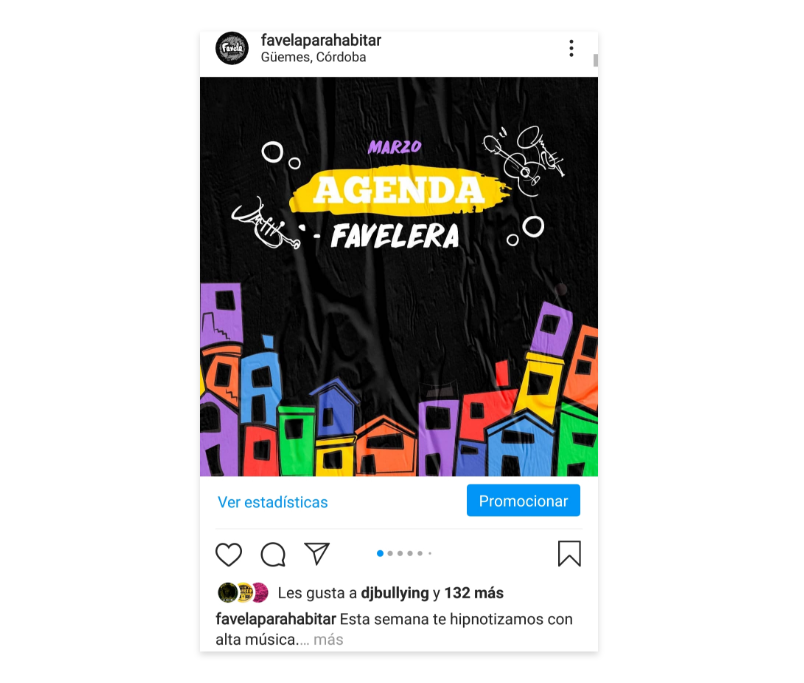 Favela
favelaparahabitar
Güemes, Córdoba
MARZO
AGENDA
FAVELERA
Ver estadísticas
Promocionar
Les gusta a djbullying y 132 más
favelaparahabitar Esta semana te hipnotizamos con
alta música.... más